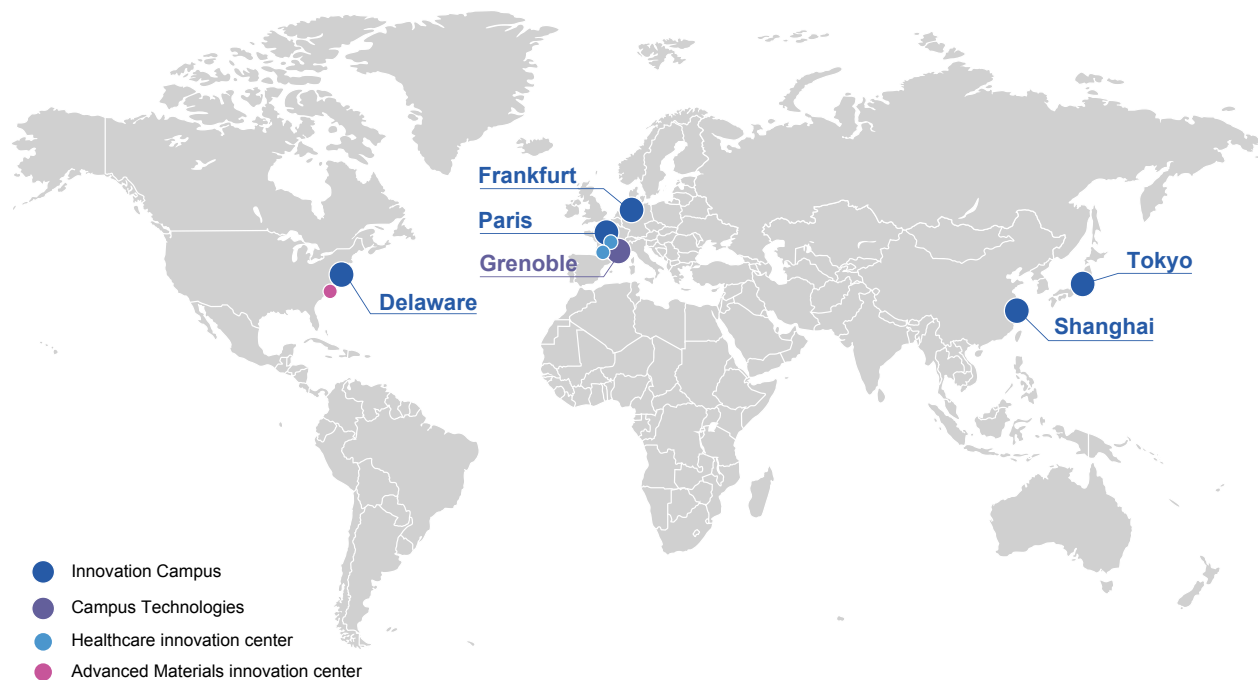 Frankfurt
Paris
Grenoble
Delaware
Tokyo
Shanghai
Innovation Campus
Campus Technologies
Healthcare innovation center
Advanced Materials innovation center